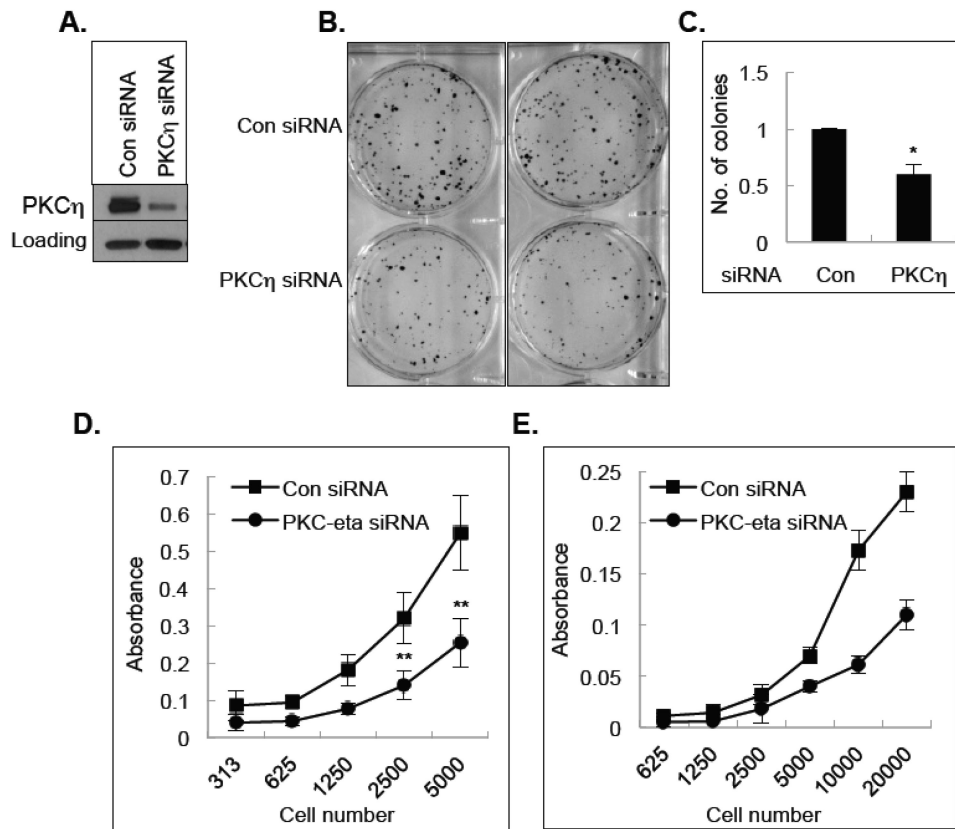 A.
Con siRNA
PKCη siRNA
PKCη
Loading
B.
Con siRNA
PKCη siRNA
C.
No. of colonies
1.5
1
0.5
0
*
siRNA Con PKCη
D.
Absorbance
0.7
0.6
0.5
0.4
0.3
0.2
0.1
0
Con siRNA
PKC-eta siRNA
**
**
313 625 1250 2500 5000
Cell number
E.
Absorbance
0.25
0.2
0.15
0.1
0.05
0
Con siRNA
PKC-eta siRNA
625 1250 2500 5000 10000 20000
Cell number